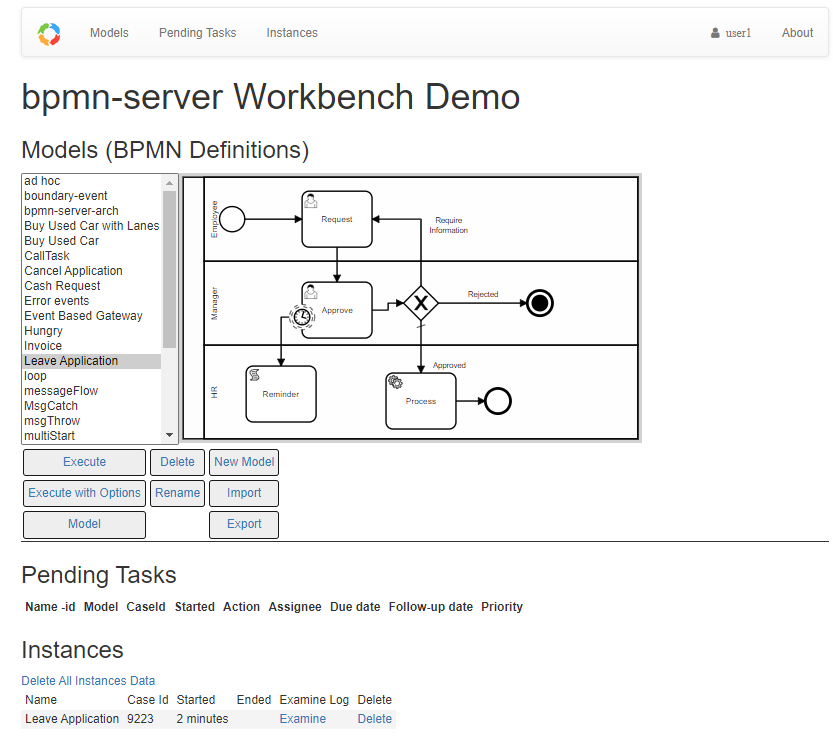 Models Pending Tasks Instances user1 About
bpmn-server Workbench Demo
Models (BPMN Definitions)
ad hoc
boundary-event
bpmn-server-arch
Buy Used Car with Lanes
Buy Used Car
CallTask
Cancel Application
Cash Request
Error events
Event Based Gateway
Hungry
Invoice
Leave Application
loop
messageFlow
MsgCatch
msgThrow
multiStart
Employee
Request
Require
Information
Manager
Approve
Rejected
HR
Reminder
Approved
Process
Execute Delete New Model
Execute with Options Rename Import
Model Export
Pending Tasks
Name -id Model CaseId Started Action Assignee Due date Follow-up date Priority
Instances
Delete All Instances Data
Name Case Id Started Ended Examine Log Delete
Leave Application 9223 2 minutes Examine Delete